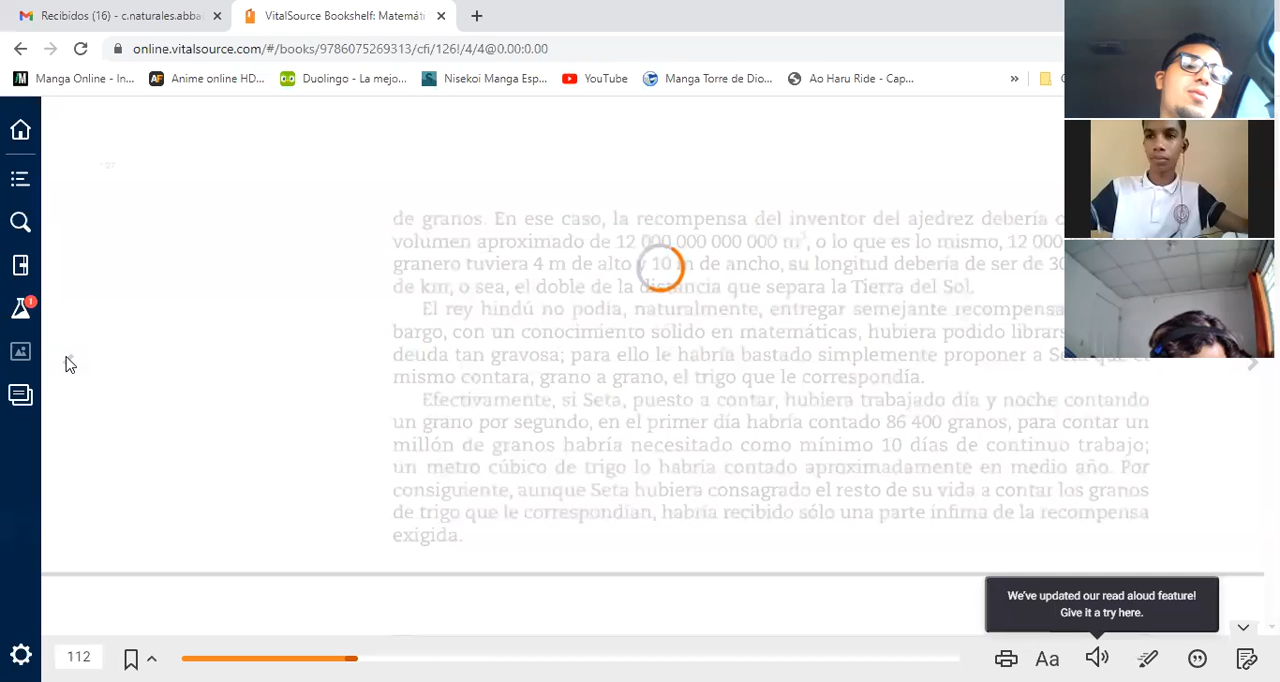 Recibidos (16) - c.naturales.abba
VitalSource Bookshelf: Matemáti
online.vitalsource.com/#/books/9786075269313/cfi/126!/4/4@0.00:0.00
Manga Online - In...
Anime online HD...
Duolingo - La mejo...
Nisekoi Manga Esp...
YouTube
Manga Torre de Dio...
Ao Haru Ride - Cap...
»
de granos. En ese caso, la recompensa del inventor del ajedrez debería
volumen aproximado de 12 000 000 000 000 m³, o lo que es lo mismo, 12 000
granero tuviera 4 m de alto y 10 m de ancho, su longitud debería de ser de 30
de km, o sea, el doble de la distancia que separa la Tierra del Sol.
El rey hindú no podía, naturalmente, entregar semejante recompensa
bargo, con un conocimiento sólido en matemáticas, hubiera podido librars
deuda tan gravosa; para ello le habría bastado simplemente proponer a Seta que
mismo contara, grano a grano, el trigo que le correspondía.
Efectivamente, si Seta, puesto a contar, hubiera trabajado día y noche contando
un grano por segundo, en el primer día habría contado 86 400 granos, para contar un
millón de granos habría necesitado como mínimo 10 días de continuo trabajo;
un metro cúbico de trigo lo habría contado aproximadamente en medio año. Por
consiguiente, aunque Seta hubiera consagrado el resto de su vida a contar los granos
de trigo que le correspondían, habría recibido sólo una parte ínfima de la recompensa
exigida.
We've updated our read aloud feature!
Give it a try here.
112
Aa